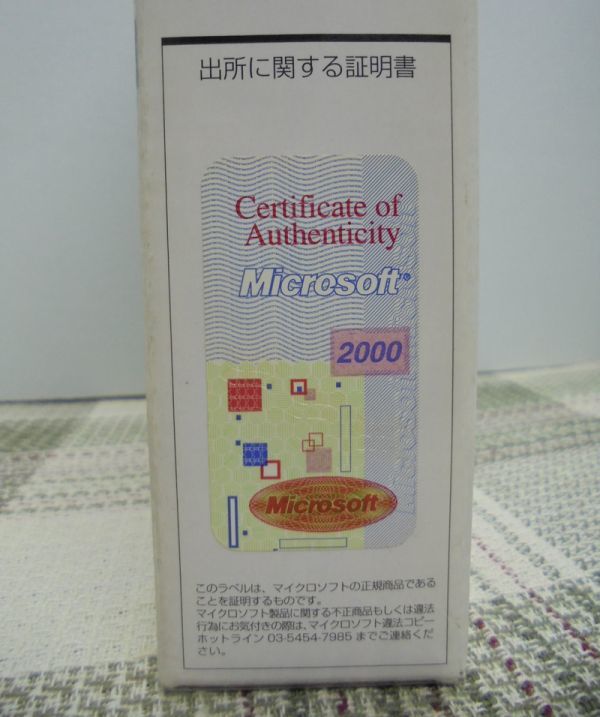 出所に関する証明書
Certificate of
Authenticity
Microsoft®
2000
Microsoft
このラベルは、マイクロソフトの正規商品である
ことを証明するものです。
マイクロソフト製品に関する不正商品もしくは違法
行為にお気付きの際は、マイクロソフト違法コピー
ホットライン 03-5454-7985 までご連絡くだ
さい。